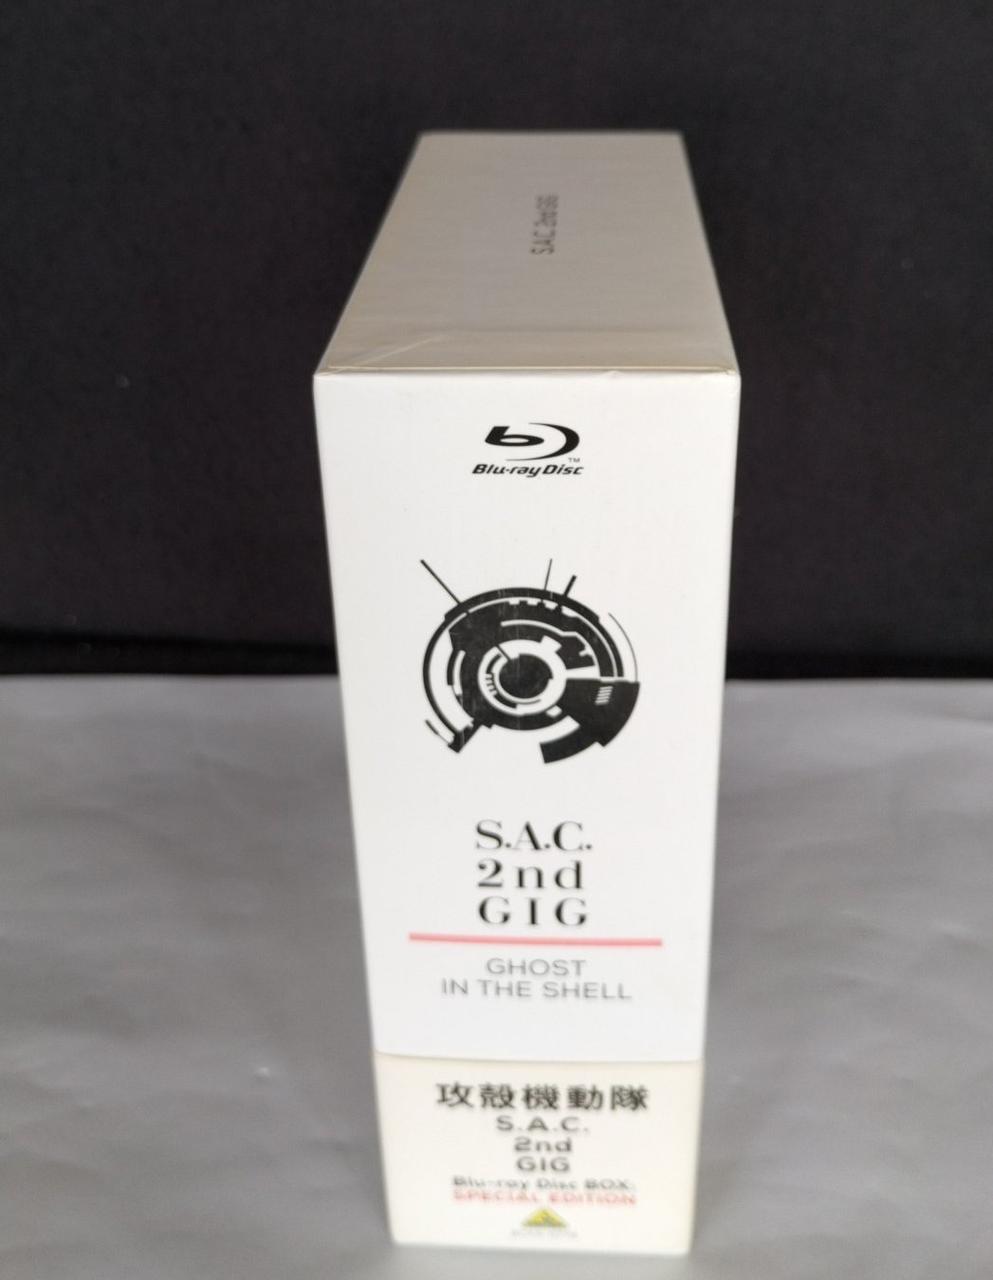 S.A.C. 2nd GIG
Blu-ray Disc
TM
S.A.C.
2nd
GIG
GHOST
IN THE SHELL
攻殻機動隊
S.A.C.
2nd
GIG
Blu-ray Disc BOX:
SPECIAL EDITION